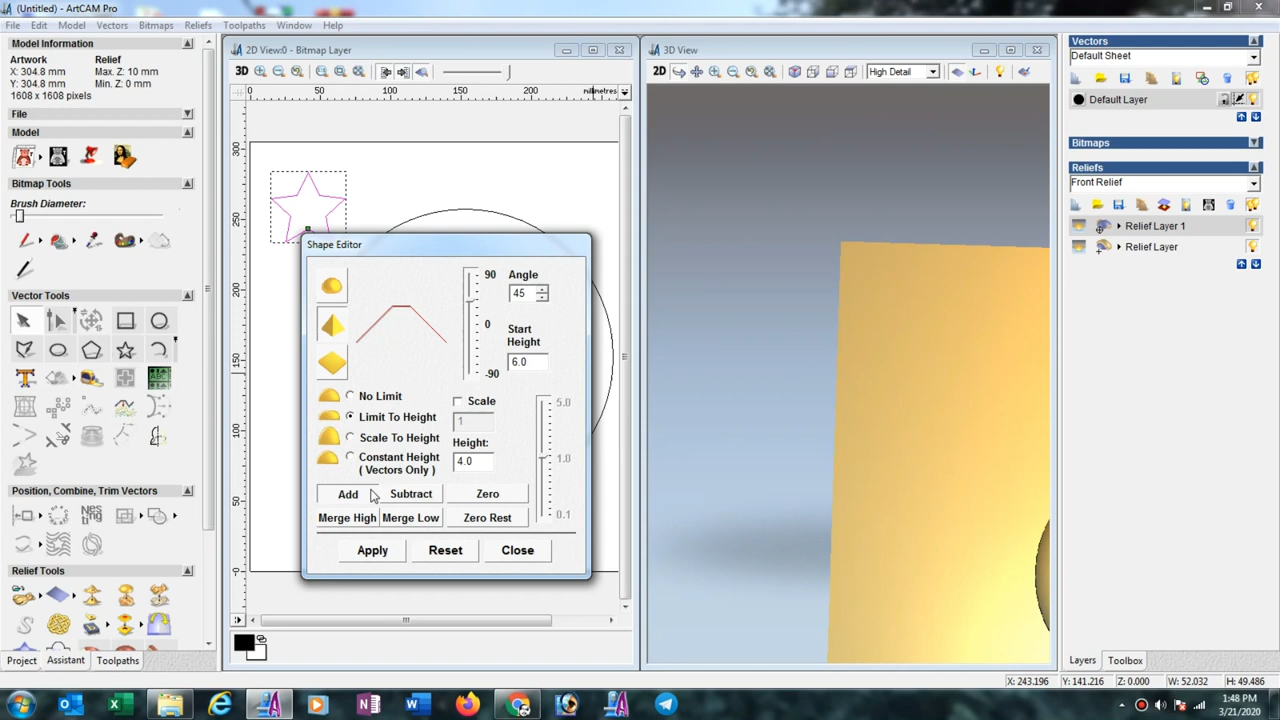 (Untitled) - ArtCAM Pro
File Edit Model Vectors Bitmaps Reliefs Toolpaths Window Help
Model Information
Artwork Relief
X: 304.8 mm Max. Z: 10 mm
Y: 304.8 mm Min. Z: 0 mm
1608 x 1608 pixels
File
Model
Bitmap Tools
Brush Diameter:
Vector Tools
Position, Combine, Trim Vectors
Relief Tools
Project Assistant Toolpaths
2D View:0 - Bitmap Layer
3D
0 50 100 150 200 millimetres
300
250
200
150
100
50
-0
Shape Editor
90 Angle
45
0 Start
Height
6.0
-90
No Limit
Scale 5.0
Limit To Height
1
Scale To Height Height:
Constant Height 4.0 1.0
( Vectors Only )
Add Subtract Zero
0.1
Merge High Merge Low Zero Rest
Apply Reset Close
3D View
2D High Detail
Vectors
Default Sheet
Default Layer
Bitmaps
Reliefs
Front Relief
Relief Layer 1
Relief Layer
Layers Toolbox
X: 243.196 Y: 141.216 Z: 0.000 W: 52.032 H: 49.486
1:48 PM
3/21/2020